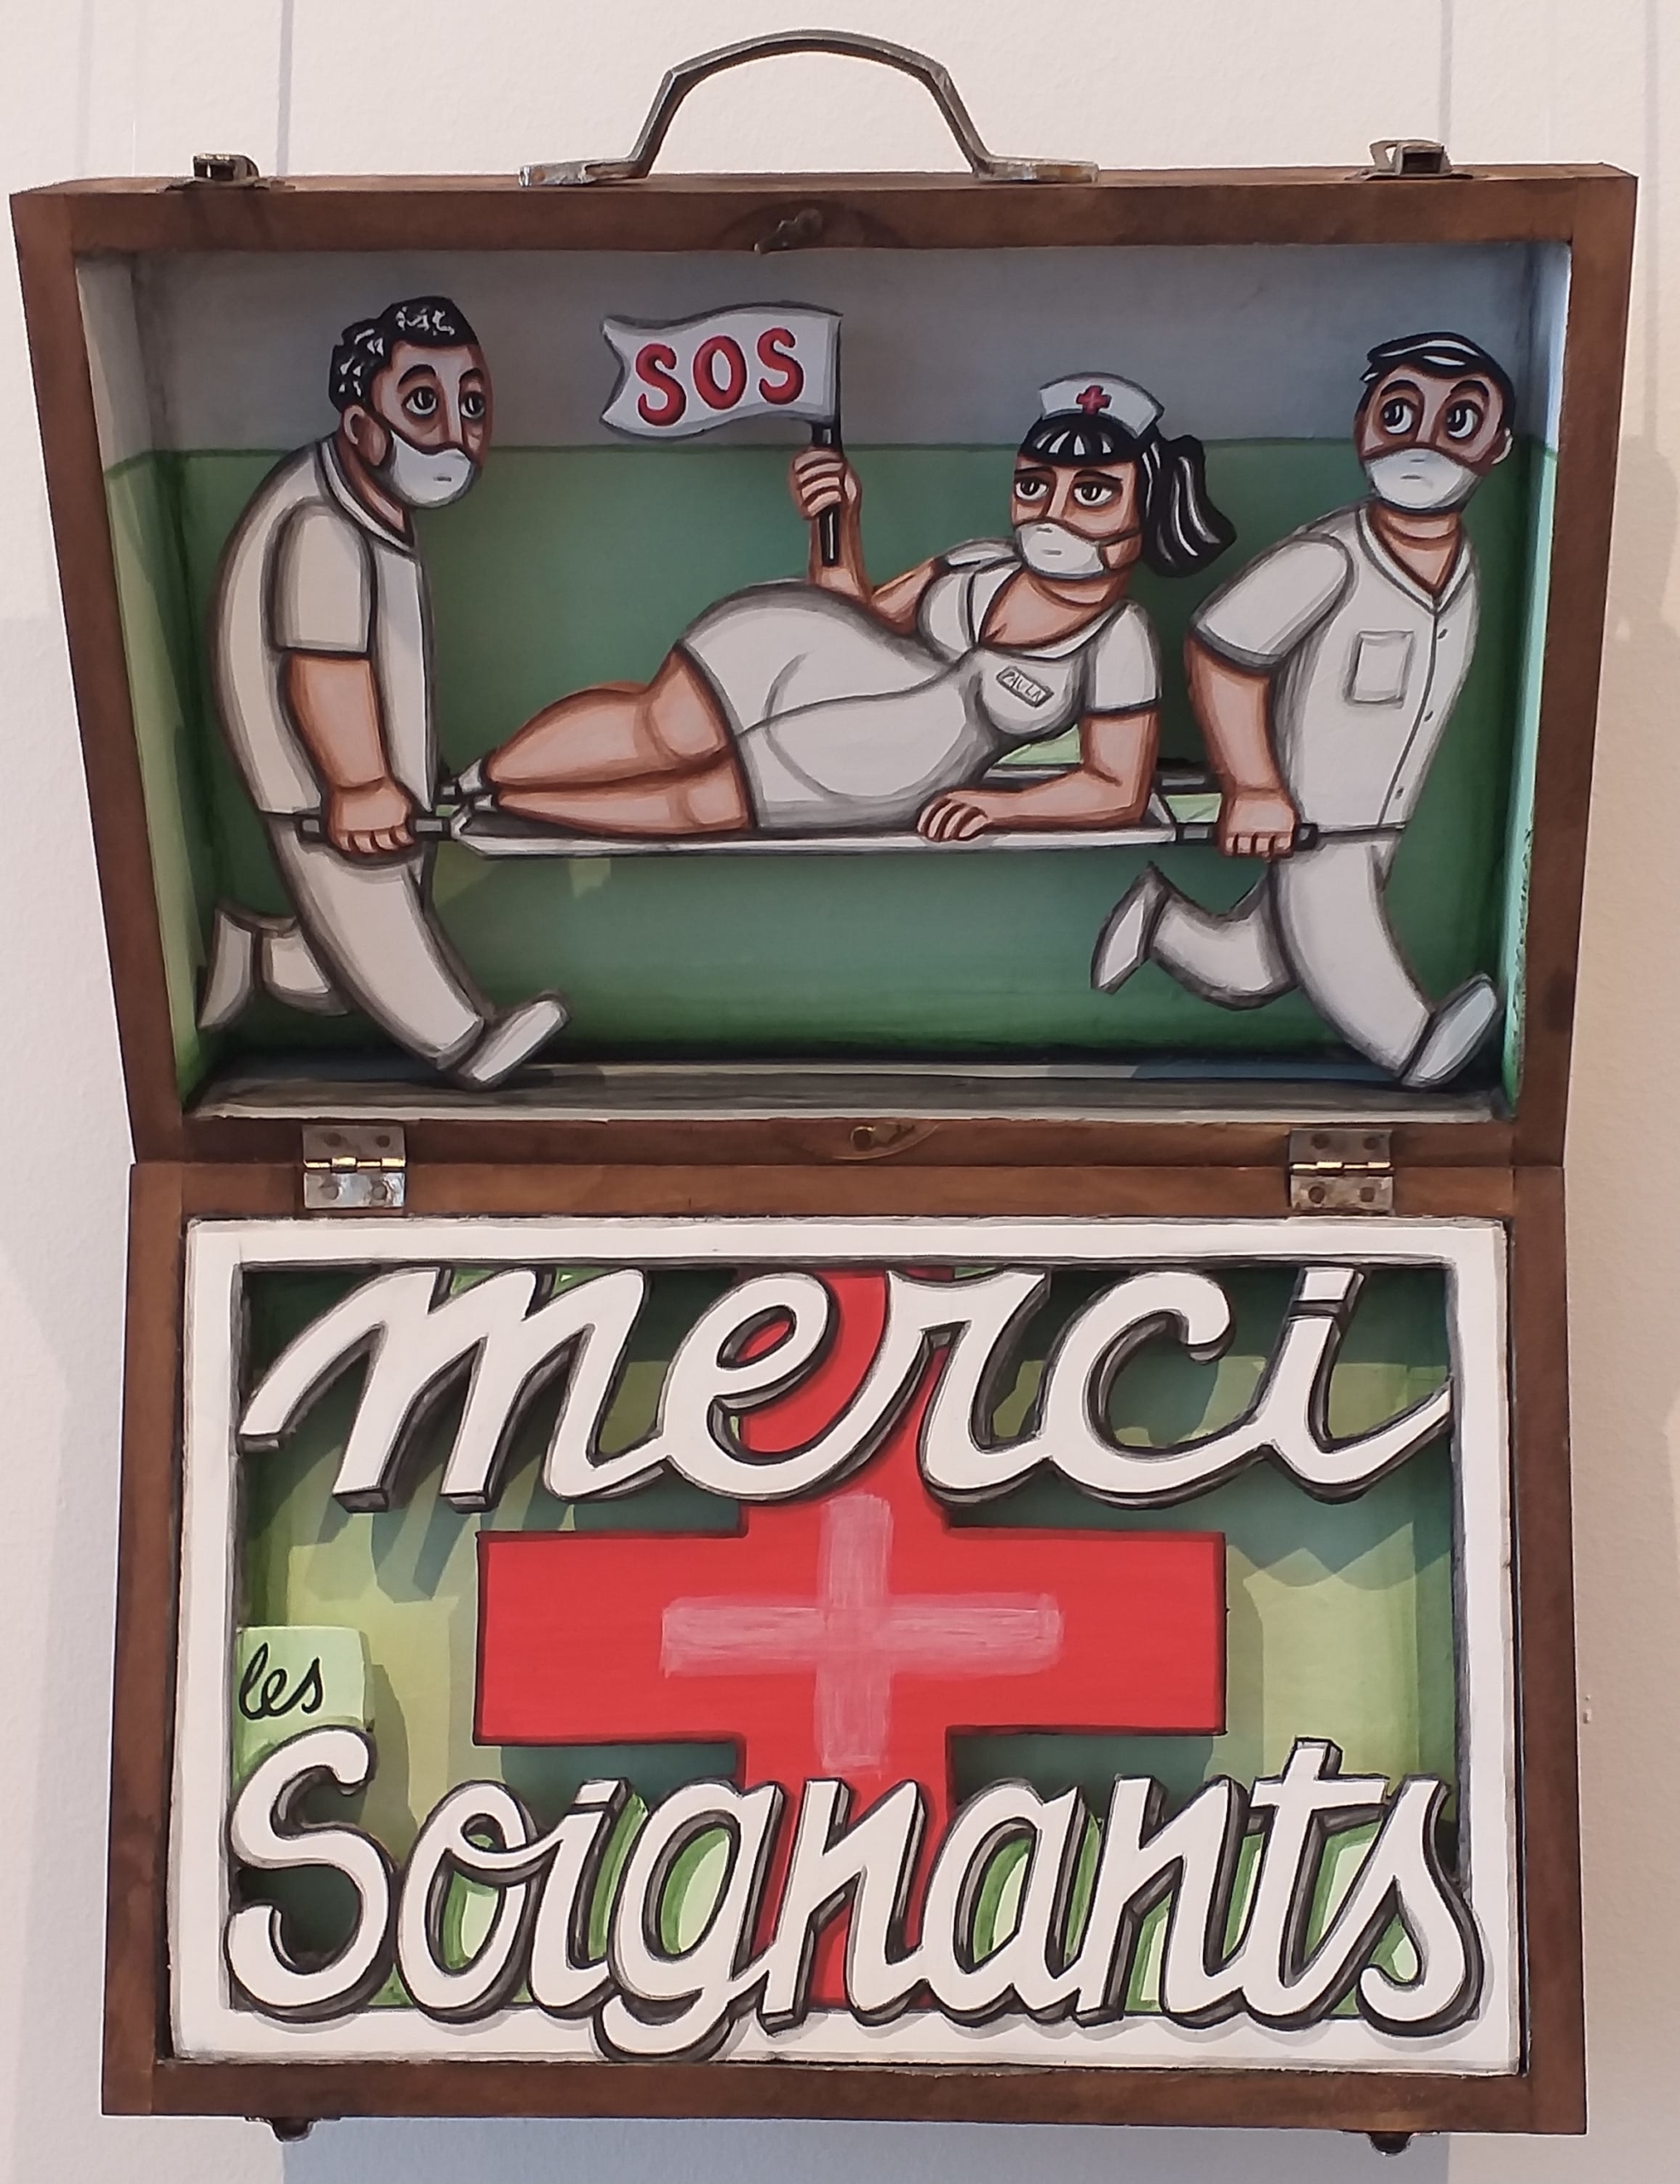 SOS
merci
les
Soignants